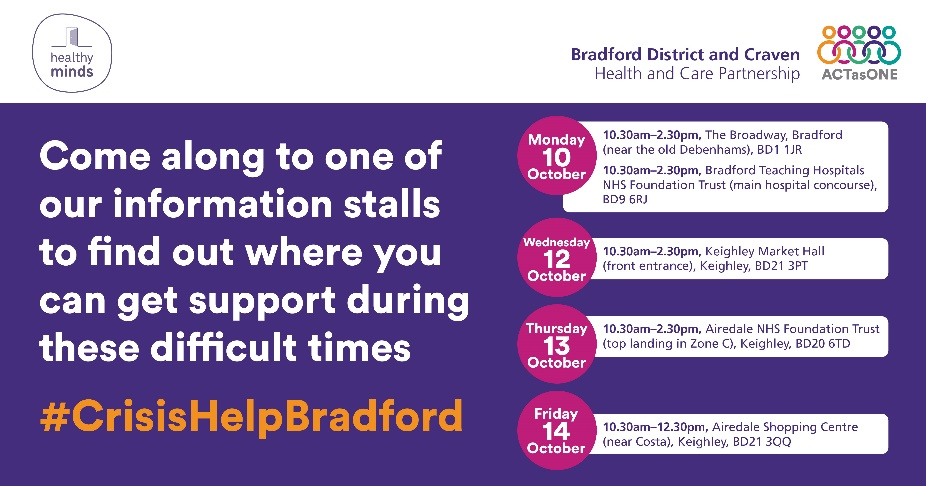 healthy
minds
Bradford District and Craven
Health and Care Partnership
ACTasONE
Come along to one of
our information stalls
to find out where you
can get support during
these difficult times
#CrisisHelpBradford
Monday
10
October
10.30am–2.30pm, The Broadway, Bradford
(near the old Debenhams), BD1 1JR
10.30am–2.30pm, Bradford Teaching Hospitals
NHS Foundation Trust (main hospital concourse),
BD9 6RJ
Wednesday
12
October
10.30am–2.30pm, Keighley Market Hall
(front entrance), Keighley, BD21 3PT
Thursday
13
October
10.30am–2.30pm, Airedale NHS Foundation Trust
(top landing in Zone C), Keighley, BD20 6TD
Friday
14
October
10.30am–12.30pm, Airedale Shopping Centre
(near Costa), Keighley, BD21 3QQ